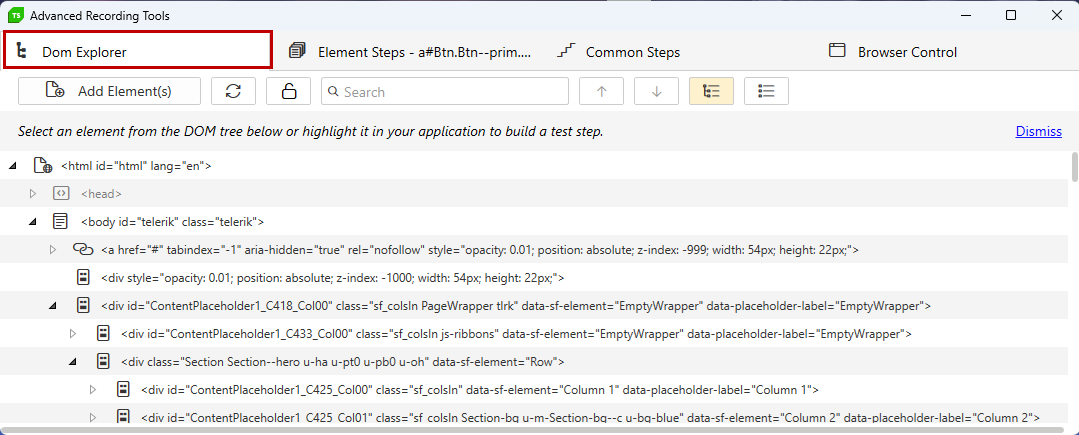 TS Advanced Recording Tools
Dom Explorer
Element Steps - a#Btn.Btn--prim....
Common Steps
Browser Control
Add Element(s)
Search
Select an element from the DOM tree below or highlight it in your application to build a test step.
Dismiss
<html id="html" lang="en">
<head>
<body id="telerik" class="telerik">
<a href="#" tabindex="-1" aria-hidden="true" rel="nofollow" style="opacity: 0.01; position: absolute; z-index: -999; width: 54px; height: 22px;">
<div style="opacity: 0.01; position: absolute; z-index: -1000; width: 54px; height: 22px;">
<div id="ContentPlaceholder1_C418_Col00" class="sf_colsIn PageWrapper tlrk" data-sf-element="EmptyWrapper" data-placeholder-label="EmptyWrapper">
<div id="ContentPlaceholder1_C433_Col00" class="sf_colsIn js-ribbons" data-sf-element="EmptyWrapper" data-placeholder-label="EmptyWrapper">
<div class="Section Section--hero u-ha u-pt0 u-pb0 u-oh" data-sf-element="Row">
<div id="ContentPlaceholder1_C425_Col00" class="sf_colsIn" data-sf-element="Column 1" data-placeholder-label="Column 1">
<div id="ContentPlaceholder1_C425_Col01" class="sf_colsIn Section-bg u-m-Section-bg--c u-bg-blue" data-sf-element="Column 2" data-placeholder-label="Column 2">